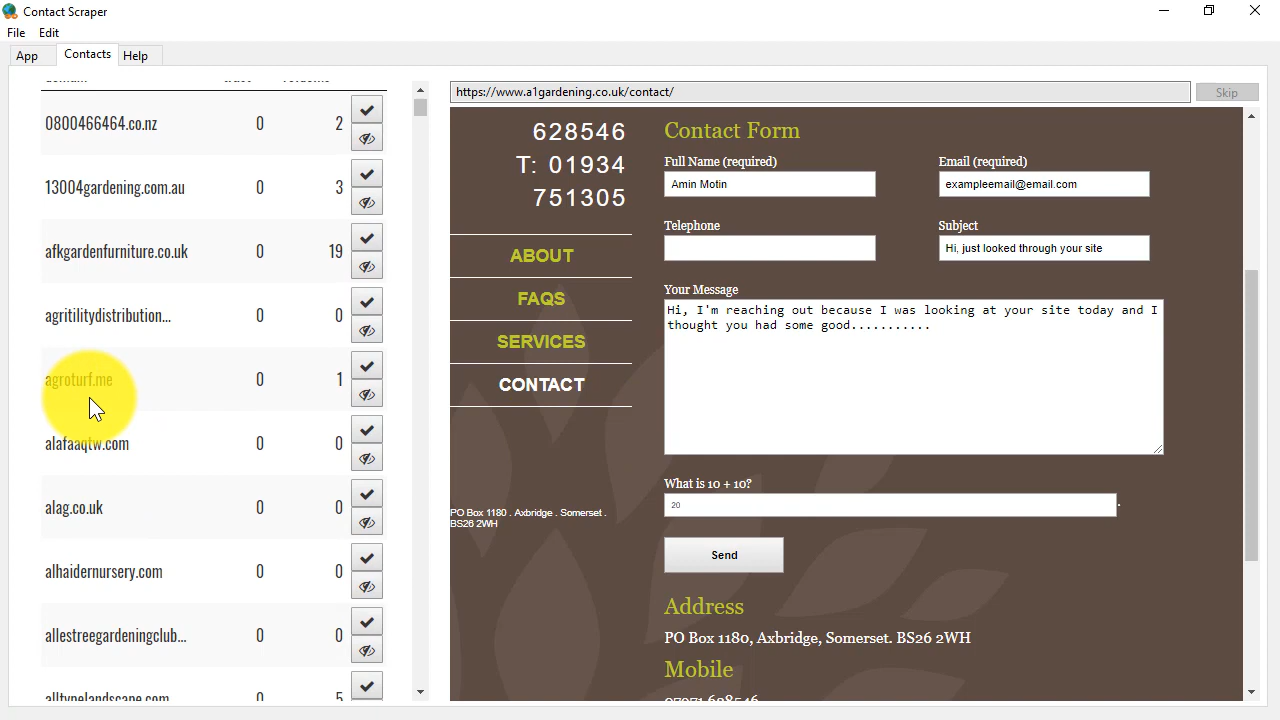 Contact Scraper
File Edit
App Contacts Help
0800466464.co.nz 0 2
13004gardening.com.au 0 3
afkgardenfurniture.co.uk 0 19
agritilitydistribution... 0 0
agroturf.me 0 1
alafaaqtw.com 0 0
alag.co.uk 0 0
alhaidernursery.com 0 0
allestreegardeningclub... 0 0
alltypelandscape.com 0 5
https://www.a1gardening.co.uk/contact/ Skip
628546
T: 01934
751305
ABOUT
FAQS
SERVICES
CONTACT
PO Box 1180 . Axbridge . Somerset .
BS26 2WH
Contact Form
Full Name (required) Email (required)
Amin Motin exampleemail@email.com
Telephone Subject
Hi, just looked through your site
Your Message
Hi, I'm reaching out because I was looking at your site today and I
thought you had some good...........
What is 10 + 10?
20 .
Send
Address
PO Box 1180, Axbridge, Somerset. BS26 2WH
Mobile